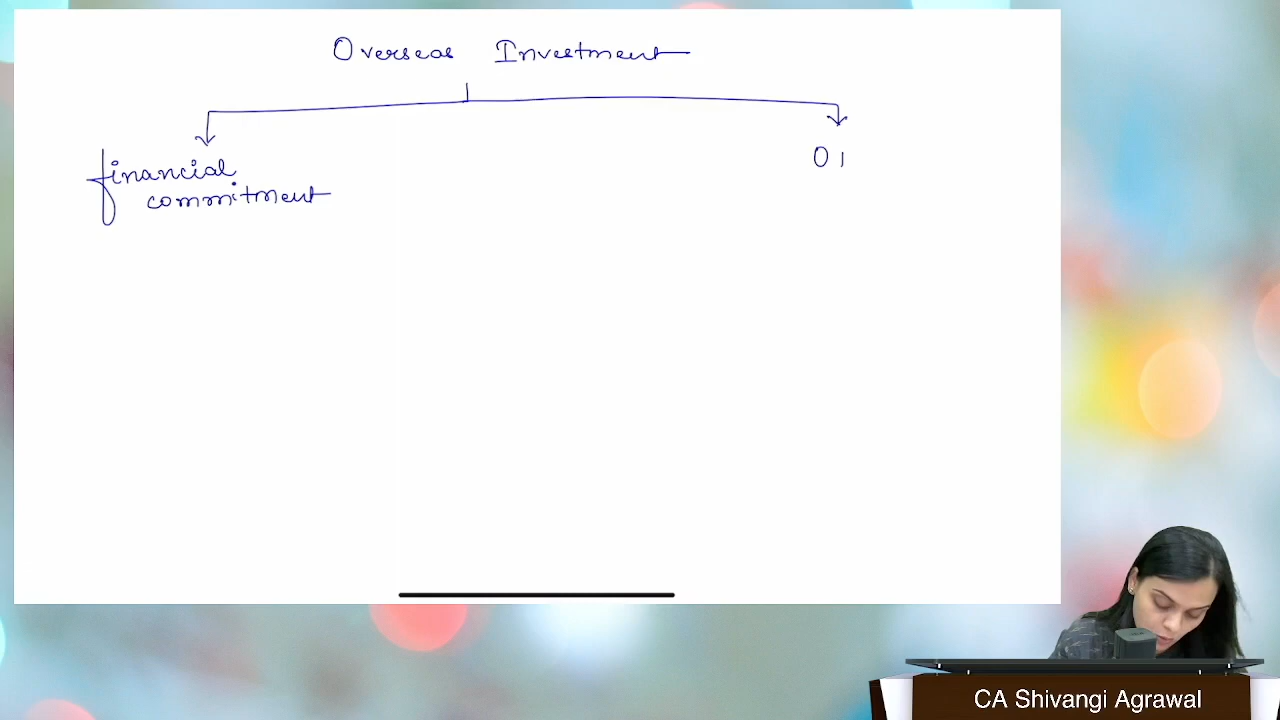 Overseas Investment
financial
commitment
O I
CA Shivangi Agrawal